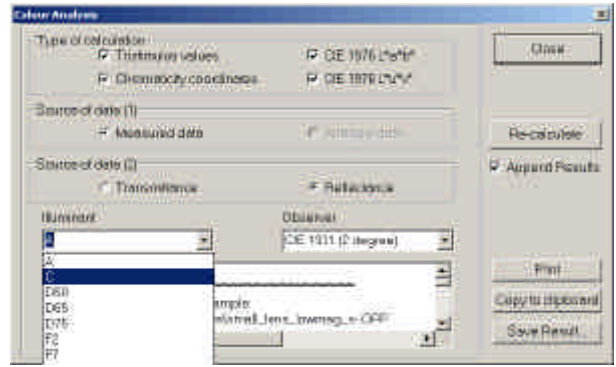 Colour Analysis
Type of calculation
Tristimulus values
CIE 1976 L*a*b*
Close
Chromaticity coordinates
CIE 1976 L*u*v*
Source of data (1)
Measured data
Re-calculate
Source of data (2)
Append Results
Transmittance
Reflectance
Illuminant
Observer
A
CIE 1931 (2 degree)
A
C
Print
D50
D65
Copy to clipboard
D75
F2
Save Result
F7